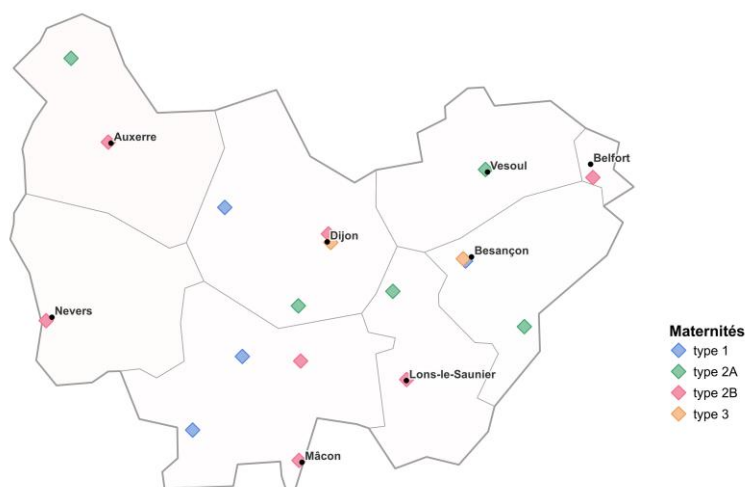 Auxerre
Belfort
Vesoul
Dijon
Besançon
Nevers
Lons-le-Saunier
Mâcon
Maternités
type 1
type 2A
type 2B
type 3